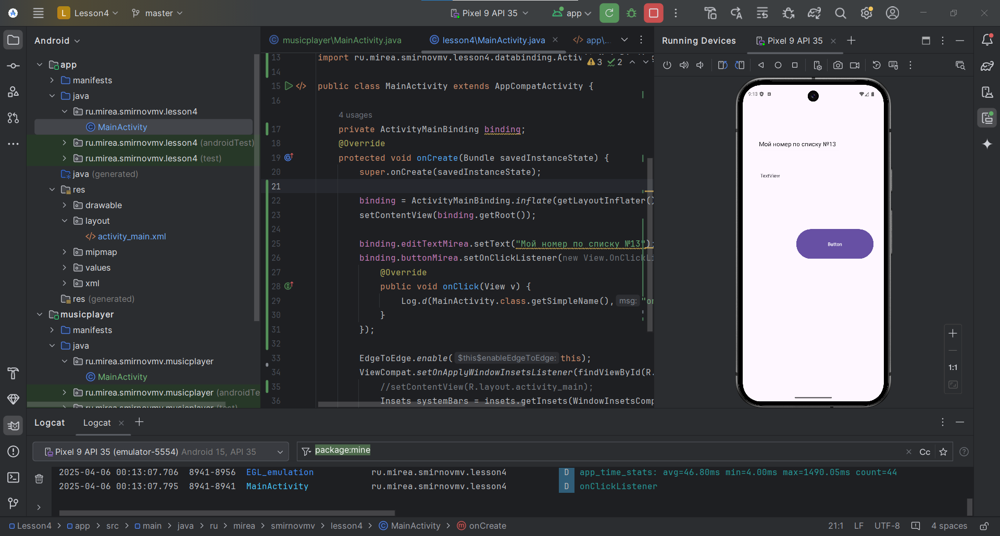 L Lesson4 master Pixel 9 API 35 app
Android
app
manifests
java
ru.mirea.smirnovmv.lesson4
MainActivity
ru.mirea.smirnovmv.lesson4 (androidTest)
ru.mirea.smirnovmv.lesson4 (test)
java (generated)
res
drawable
layout
activity_main.xml
mipmap
values
xml
res (generated)
musicplayer
manifests
java
ru.mirea.smirnovmv.musicplayer
MainActivity
ru.mirea.smirnovmv.musicplayer (androidTe
musicplayer\MainActivity.java lesson4\MainActivity.java app\...
3 2
13 import ru.mirea.smirnovmv.lesson4.databinding.Activ
14
15 public class MainActivity extends AppCompatActivity {
16
4 usages
17 private ActivityMainBinding binding;
18 @Override
19 protected void onCreate(Bundle savedInstanceState) {
20 super.onCreate(savedInstanceState);
21
22 binding = ActivityMainBinding.inflate(getLayoutInflater()
23 setContentView(binding.getRoot());
24
25 binding.editTextMirea.setText("Мой номер по списку №13");
26 binding.buttonMirea.setOnClickListener(new View.OnClickLi
27 @Override
28 public void onClick(View v) {
29 Log.d(MainActivity.class.getSimpleName(), msg: "on
30 }
31 });
32
33 EdgeToEdge.enable( $this$enableEdgeToEdge: this);
34 ViewCompat.setOnApplyWindowInsetsListener(findViewById(R.
35 //setContentView(R.layout.activity_main);
36 Insets systemBars = insets.getInsets(WindowInsetsComp
Running Devices Pixel 9 API 35
9:13
Мой номер по списку №13
TextView
Button
1:1
Logcat Logcat
Pixel 9 API 35 (emulator-5554) Android 15, API 35 package:mine Cc
2025-04-06 00:13:07.706 8941-8956 EGL_emulation ru.mirea.smirnovmv.lesson4 D app_time_stats: avg=46.80ms min=4.00ms max=1490.05ms count=44
2025-04-06 00:13:07.795 8941-8941 MainActivity ru.mirea.smirnovmv.lesson4 D onClickListener
Lesson4 > app > src > main > java > ru > mirea > smirnovmv > lesson4 > MainActivity > onCreate 21:1 LF UTF-8 4 spaces